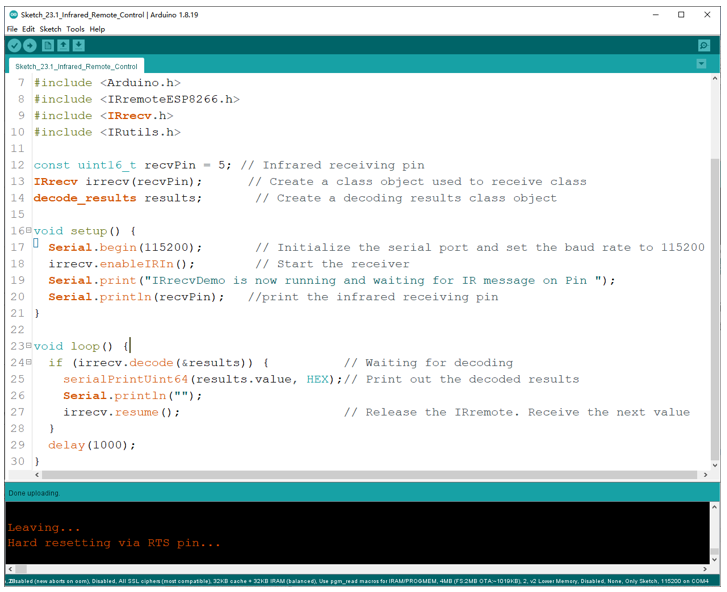 Sketch_23.1_Infrared_Remote_Control | Arduino 1.8.19
File Edit Sketch Tools Help
Sketch_23.1_Infrared_Remote_Control
7 #include <Arduino.h>
8 #include <IRremoteESP8266.h>
9 #include <IRrecv.h>
10 #include <IRutils.h>
11
12 const uint16_t recvPin = 5; // Infrared receiving pin
13 IRrecv irrecv(recvPin); // Create a class object used to receive class
14 decode_results results; // Create a decoding results class object
15
16 void setup() {
17 Serial.begin(115200); // Initialize the serial port and set the baud rate to 115200
18 irrecv.enableIRIn(); // Start the receiver
19 Serial.print("IRrecvDemo is now running and waiting for IR message on Pin ");
20 Serial.println(recvPin); //print the infrared receiving pin
21 }
22
23 void loop() {
24 if (irrecv.decode(&results)) { // Waiting for decoding
25 serialPrintUint64(results.value, HEX);// Print out the decoded results
26 Serial.println("");
27 irrecv.resume(); // Release the IRremote. Receive the next value
28 }
29 delay(1000);
30 }
Done uploading.
Leaving...
Hard resetting via RTS pin...
Disabled (new aborts on oom), Disabled, All SSL ciphers (most compatible), 32KB cache + 32KB IRAM (balanced), Use pgm_read macros for IRAM/PROGMEM, 4MB (FS:2MB OTA:~1019KB), 2, v2 Lower Memory, Disabled, None, Only Sketch, 115200 on COM4